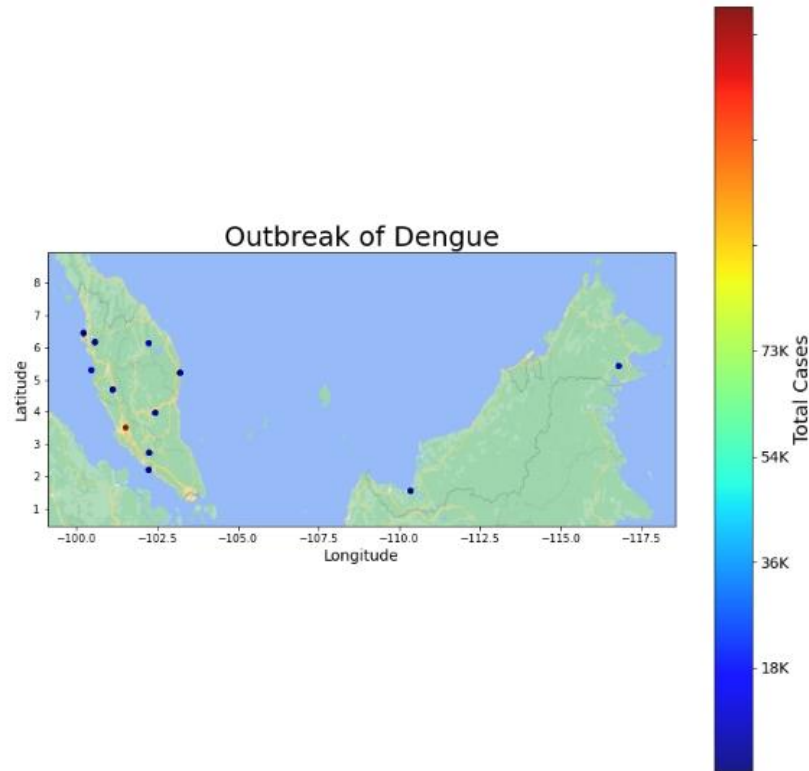 Outbreak of Dengue
8
7
6
5
4
3
2
1
Latitude
−100.0
−102.5
−105.0
−107.5
−110.0
−112.5
−115.0
−117.5
Longitude
73K
54K
36K
18K
Total Cases